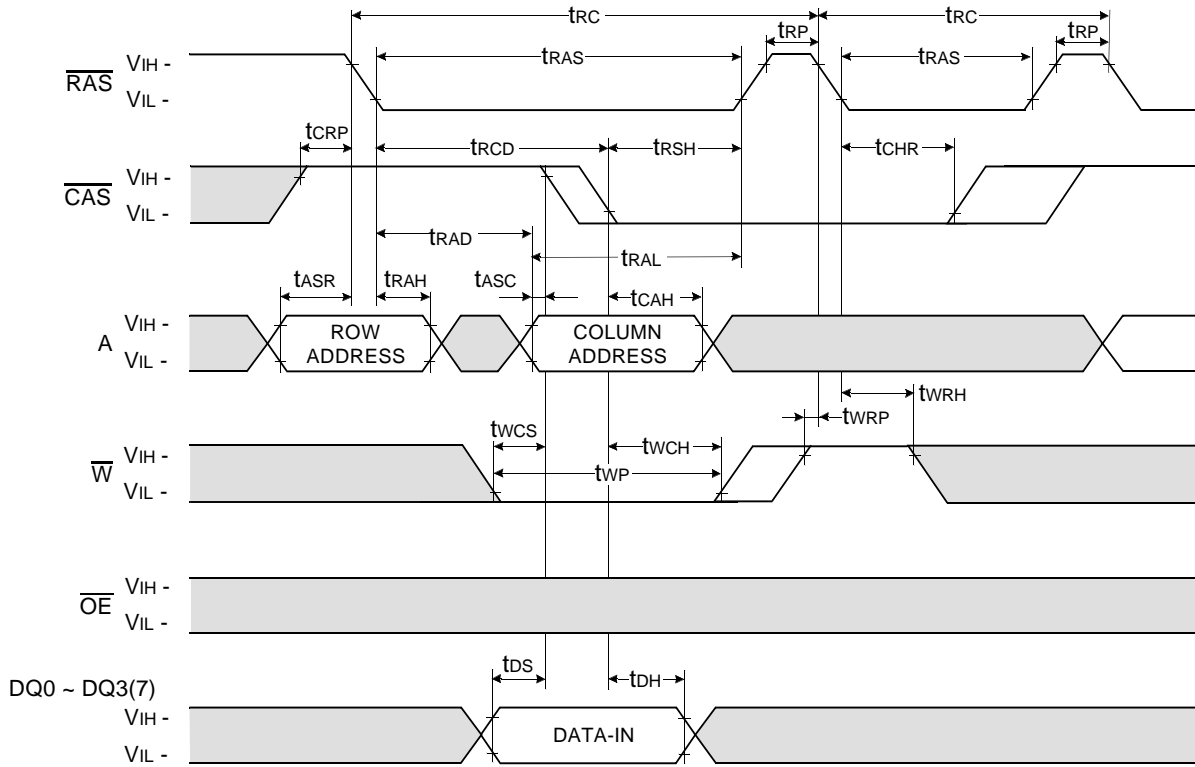 tRC tRC
tRP tRP
tRAS tRAS
RAS VIH -
VIL -
tCRP tRCD tRSH tCHR
CAS VIH -
VIL -
tRAD tRAL
tASR tRAH tASC tCAH
A VIH -
VIL -
ROW
ADDRESS
COLUMN
ADDRESS
tWRH
tWRP
tWCS tWCH
tWP
W VIH -
VIL -
OE VIH -
VIL -
tDS tDH
DQ0 ~ DQ3(7)
VIH -
VIL -
DATA-IN